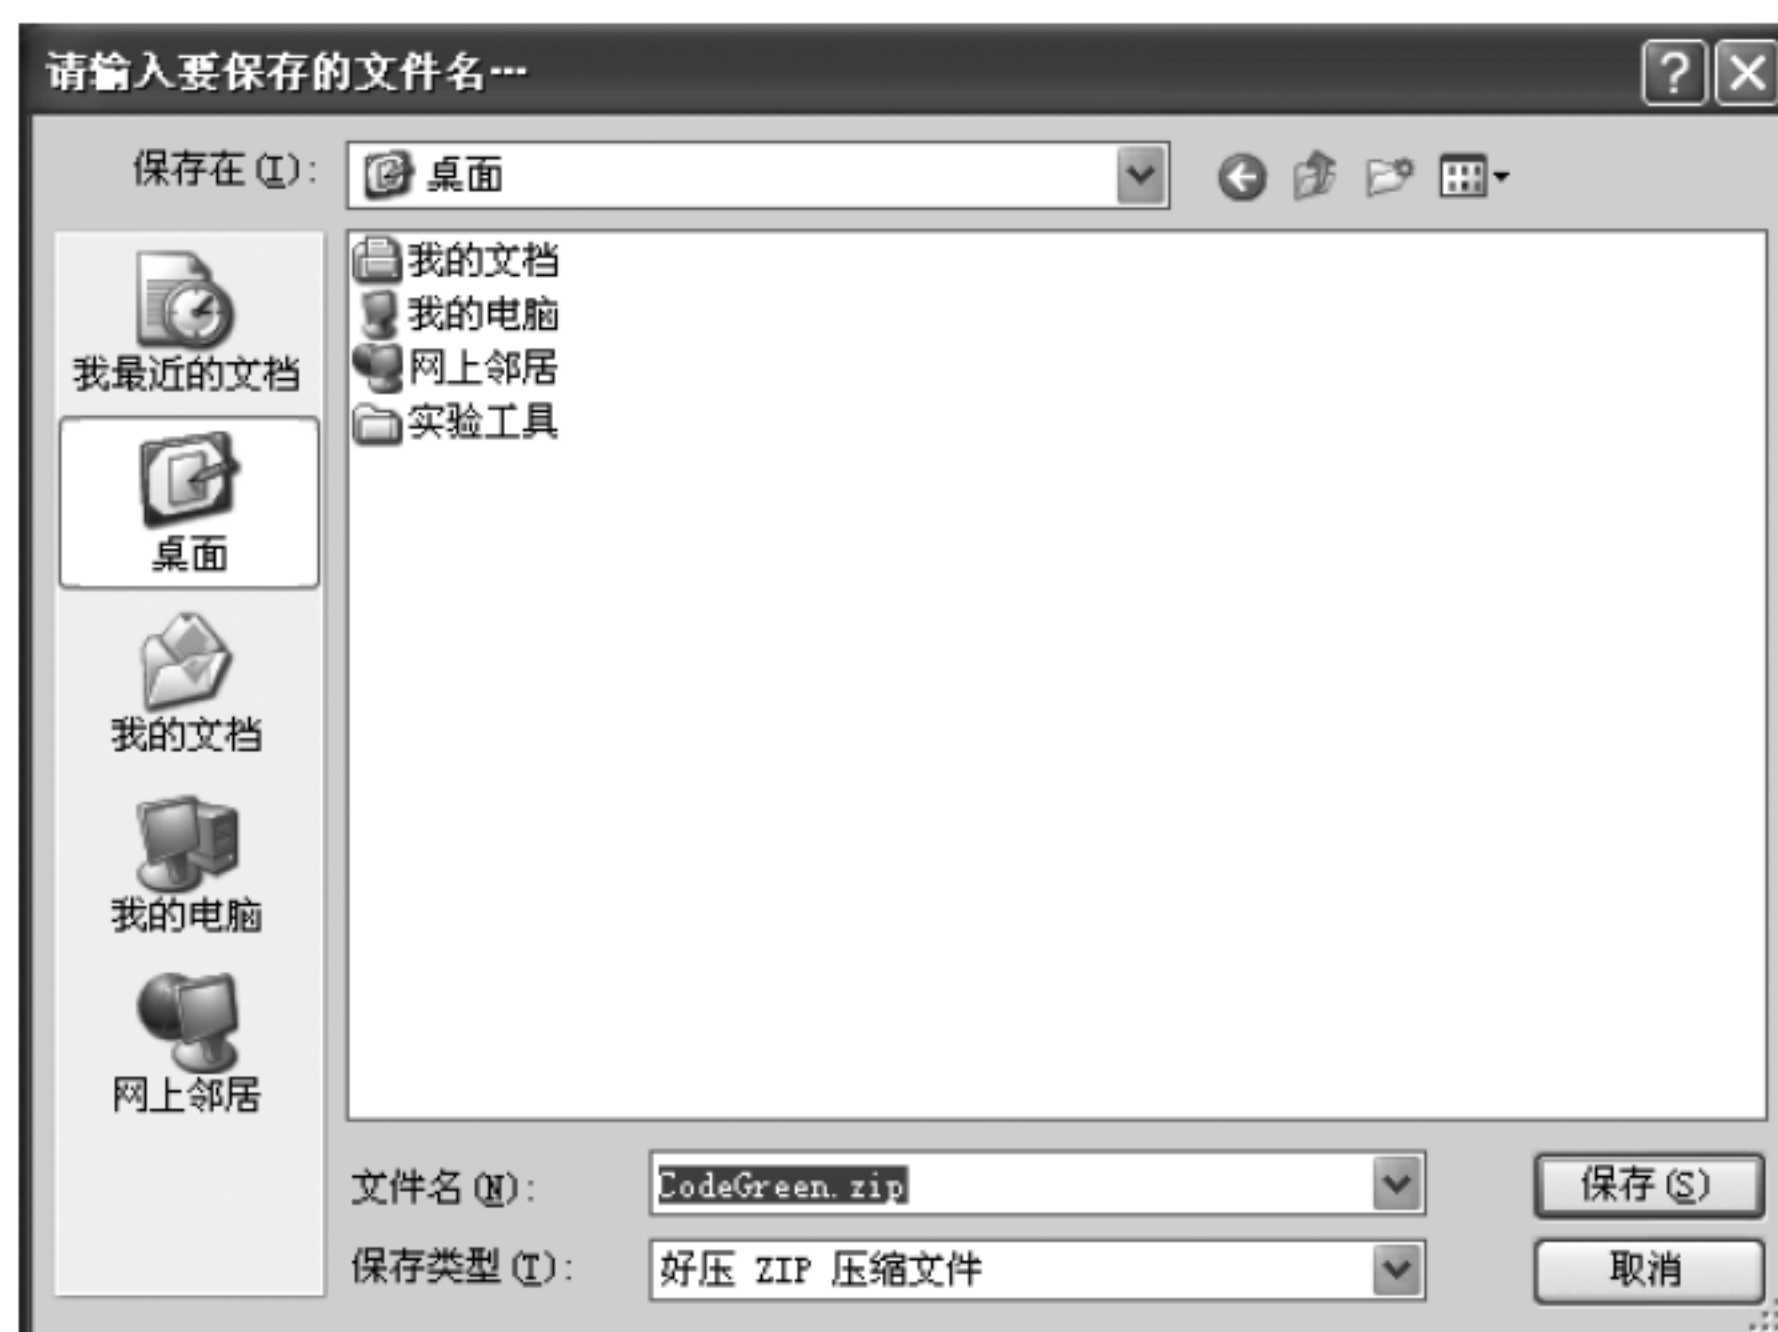 请输入要保存的文件名…
保存在(I):
桌面
我的文档
我的电脑
网上邻居
实验工具
我最近的文档
桌面
我的文档
我的电脑
网上邻居
文件名(N):
CodeGreen.zip
保存(S)
保存类型(T):
好压 ZIP 压缩文件
取消